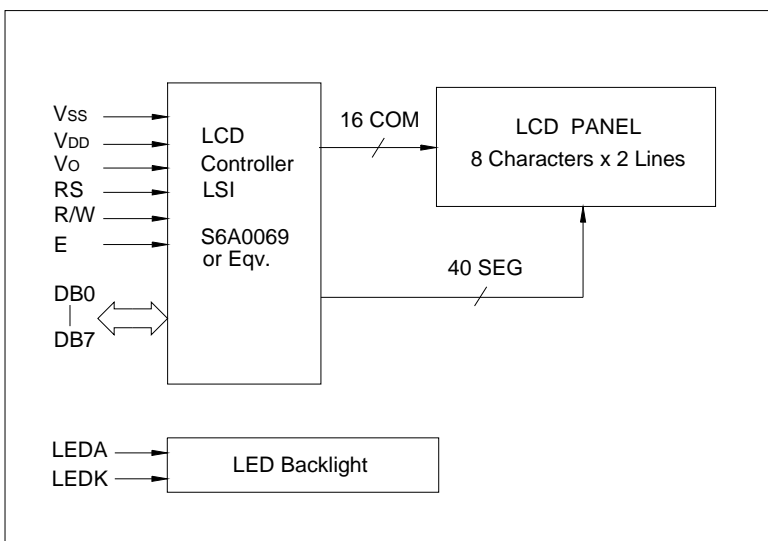 VSS
VDD
VO
RS
R/W
E
DB0
DB7
LCD
Controller
LSI
S6A0069
or Eqv.
16 COM
40 SEG
LCD PANEL
8 Characters x 2 Lines
LEDA
LEDK
LED Backlight